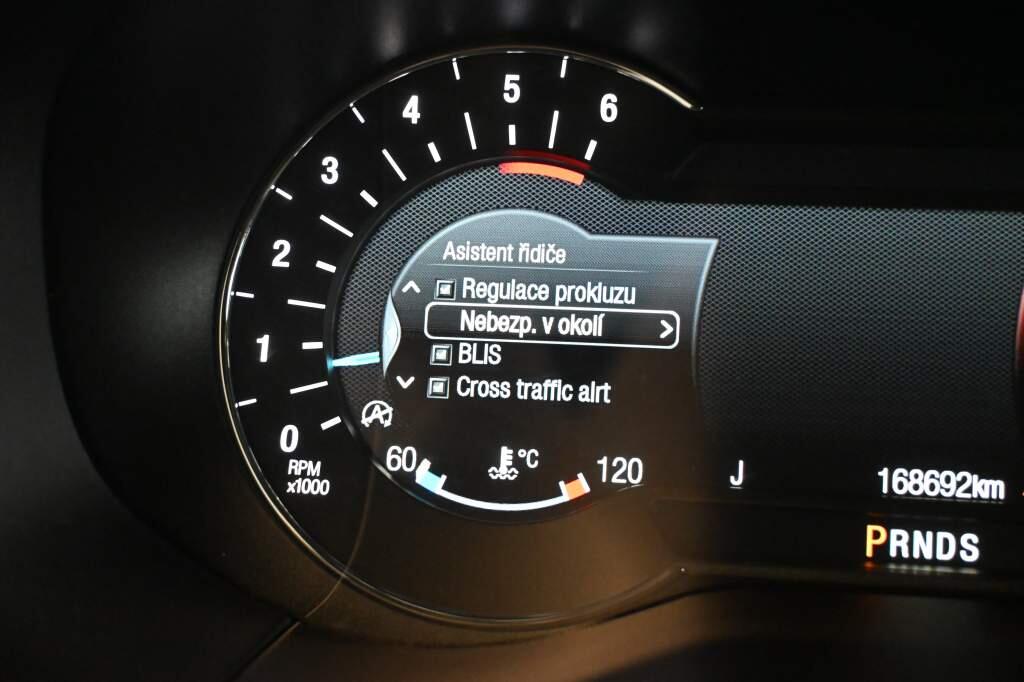 5
4
6
3
2
1
0
RPM
x1000
Asistent řidiče
Regulace prokluzu
Nebezp. v okolí
BLIS
Cross traffic alrt
A
60
°C
120
J
168692km
PRNDS